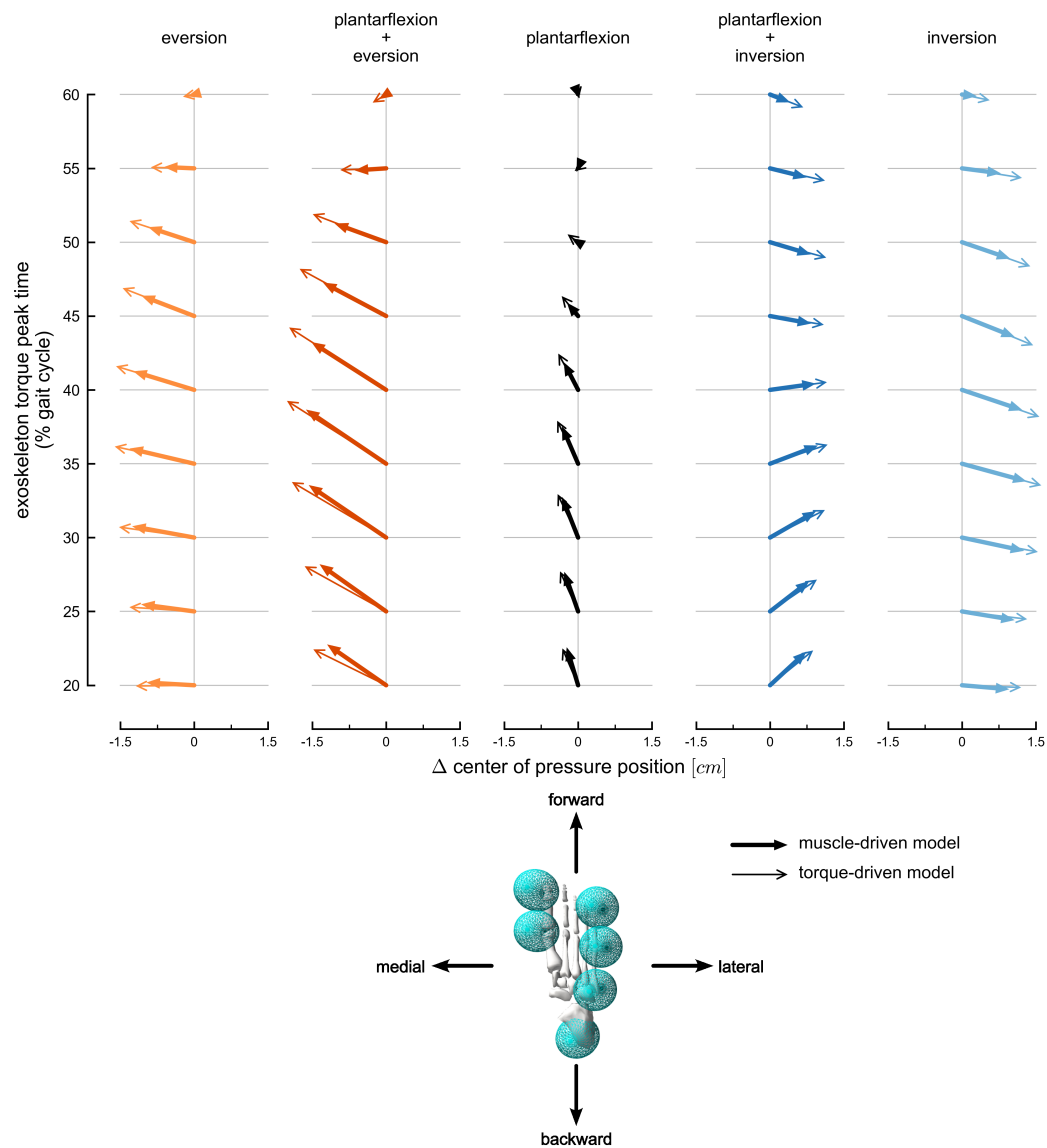 eversion
plantarflexion
+
eversion
plantarflexion
plantarflexion
+
inversion
inversion
exoskeleton torque peak time
(% gait cycle)
60
55
50
45
40
35
30
25
20
-1.5 0 1.5 -1.5 0 1.5 -1.5 0 1.5 -1.5 0 1.5 -1.5 0 1.5
Δ center of pressure position [cm]
forward
muscle-driven model
torque-driven model
medial
lateral
backward